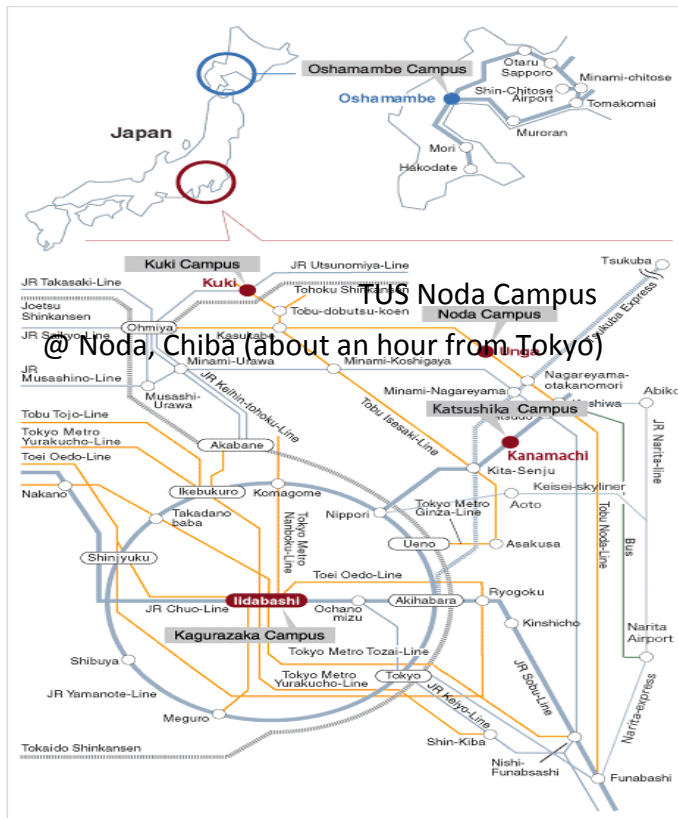 Otaru
Sapporo
Oshamambe Campus
Minami-chitose
Shin-Chitose
Airport
Oshamambe
Tomakomai
Japan
Muroran
Mori
Hakodate
Kuki Campus
Tsukuba
JR Utsunomiya-Line
JR Takasaki-Line
Kuki
Tohoku Shinkansen
TUS Noda Campus
Tsukuba Express
Joetsu
Shinkansen
Tobu-dobutsu-koen
Noda Campus
Ohmiya
JR Saikyo-Line
Kasukabe
@ Noda, Chiba (about an hour from Tokyo)
Unga
Minami-Urawa
Minami-Koshigaya
JR
Musashino-Line
Nagareyama-
otakanomori
Musashi-
Urawa
JR Keihin-tohoku-Line
Minami-Nagareyama
Abiko
Katsushika Campus
Tobu Tojo-Line
Tobu Isesaki-Line
JR Narita-line
Tokyo Metro
Yurakucho-Line
Akabane
Kanamachi
Toei Oedo-Line
Kita-Senju
Nakano
Ikebukuro
Komagome
Keisei-skyliner
Takadano
baba
Nippori
Tokyo Metro
Ginza-Line
Aoto
Tokyo Metro
Nanboku-Line
Tobu Noda-Line
Bus
Shinjyuku
Ueno
Asakusa
Toei Oedo-Line
Iidabashi
Akihabara
Ryogoku
JR Chuo-Line
Ochano
mizu
Kinshicho
Kagurazaka Campus
Narita
Airport
Tokyo Metro Tozai-Line
Shibuya
Tokyo Metro
Yurakucho-Line
Tokyo
JR Sobu-Line
JR Yamanote-Line
JR Keiyo-Line
Narita-express
Meguro
Shin-Kiba
Tokaido Shinkansen
Nishi-
Funabsashi
Funabashi